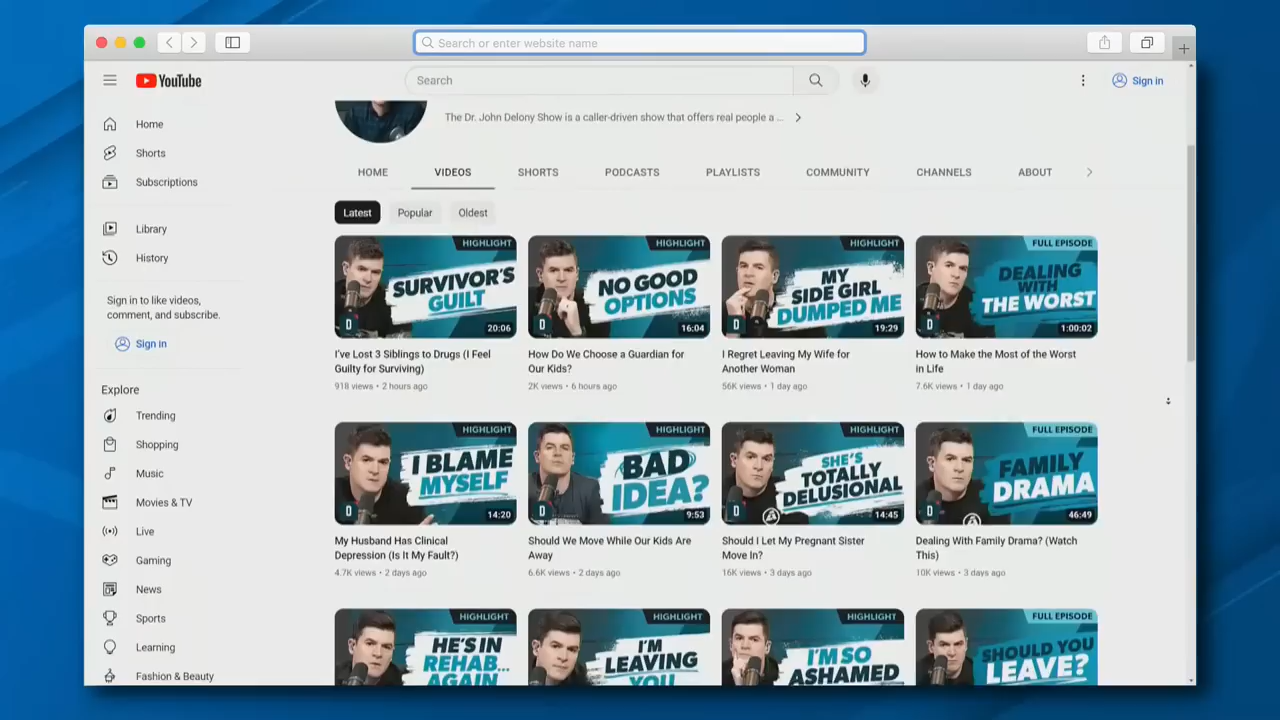 Search or enter website name
YouTube
Search
Sign in
Home
Shorts
Subscriptions
Library
History
Sign in to like videos,
comment, and subscribe.
Sign in
Explore
Trending
Shopping
Music
Movies & TV
Live
Gaming
News
Sports
Learning
Fashion & Beauty
The Dr. John Delony Show is a caller-driven show that offers real people a ...
HOME VIDEOS SHORTS PODCASTS PLAYLISTS COMMUNITY CHANNELS ABOUT
Latest Popular Oldest
HIGHLIGHT
SURVIVOR'S
GUILT
D
20:06
I've Lost 3 Siblings to Drugs (I Feel
Guilty for Surviving)
918 views • 2 hours ago
HIGHLIGHT
NO GOOD
OPTIONS
D
16:04
How Do We Choose a Guardian for
Our Kids?
2K views • 6 hours ago
HIGHLIGHT
MY
SIDE GIRL
DUMPED ME
D
19:29
I Regret Leaving My Wife for
Another Woman
56K views • 1 day ago
FULL EPISODE
DEALING
WITH
THE WORST
D
1:00:02
How to Make the Most of the Worst
in Life
7.6K views • 1 day ago
HIGHLIGHT
I BLAME
MYSELF
D
14:20
My Husband Has Clinical
Depression (Is It My Fault?)
4.7K views • 2 days ago
HIGHLIGHT
BAD
IDEA?
D
9:53
Should We Move While Our Kids Are
Away
6.6K views • 2 days ago
HIGHLIGHT
SHE'S
TOTALLY
DELUSIONAL
D
14:45
Should I Let My Pregnant Sister
Move In?
16K views • 3 days ago
FULL EPISODE
FAMILY
DRAMA
D
46:49
Dealing With Family Drama? (Watch
This)
10K views • 3 days ago
HIGHLIGHT
HE'S IN
REHAB...
AGAIN
HIGHLIGHT
I'M
LEAVING
YOU
HIGHLIGHT
I'M SO
ASHAMED
FULL EPISODE
SHOULD YOU
LEAVE?